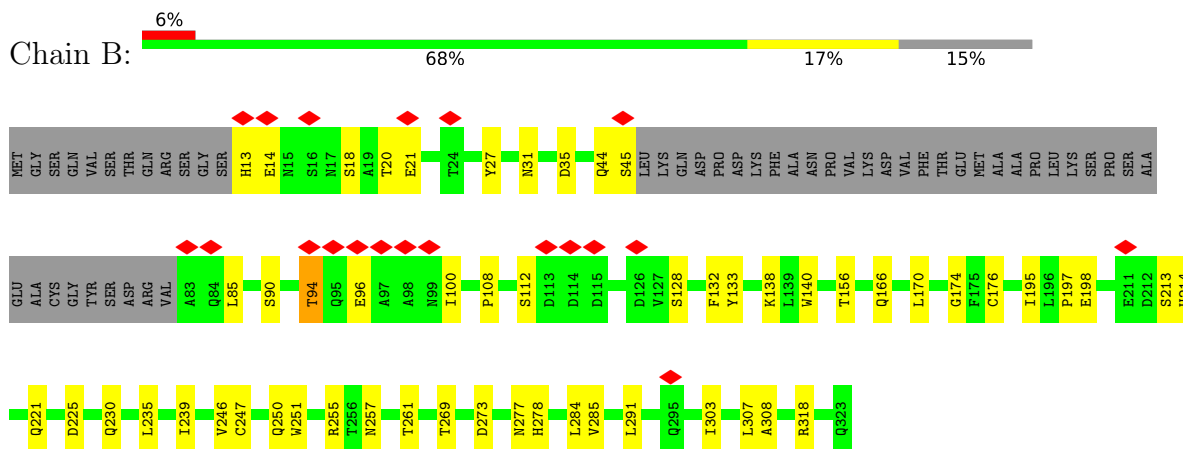 6%
Chain B:
68% 17% 15%
MET GLY SER GLN VAL SER THR GLN ARG SER GLY SER H13 E14 N15 S16 N17 S18 A19 T20 E21 T24 Y27 N31 D35 Q44 S45 LEU LYS GLN ASP PRO ASP LYS PHE ALA ASN PRO VAL LYS ASP VAL PHE THR GLU MET ALA ALA PRO LEU LYS SER PRO SER ALA
GLU ALA CYS GLY TYR SER ASP ARG VAL A83 Q84 L85 S90 T94 Q95 E96 A97 A98 N99 I100 P108 S112 D113 D114 D115 D126 V127 S128 F132 Y133 K138 L139 W140 T156 Q166 L170 G174 F175 C176 I195 L196 P197 E198 E211 D212 S213
Q221 D225 Q230 L235 I239 V246 C247 Q250 W251 R255 T256 N257 T261 T269 D273 N277 H278 L284 V285 L291 Q295 I303 L307 A308 R318 Q323